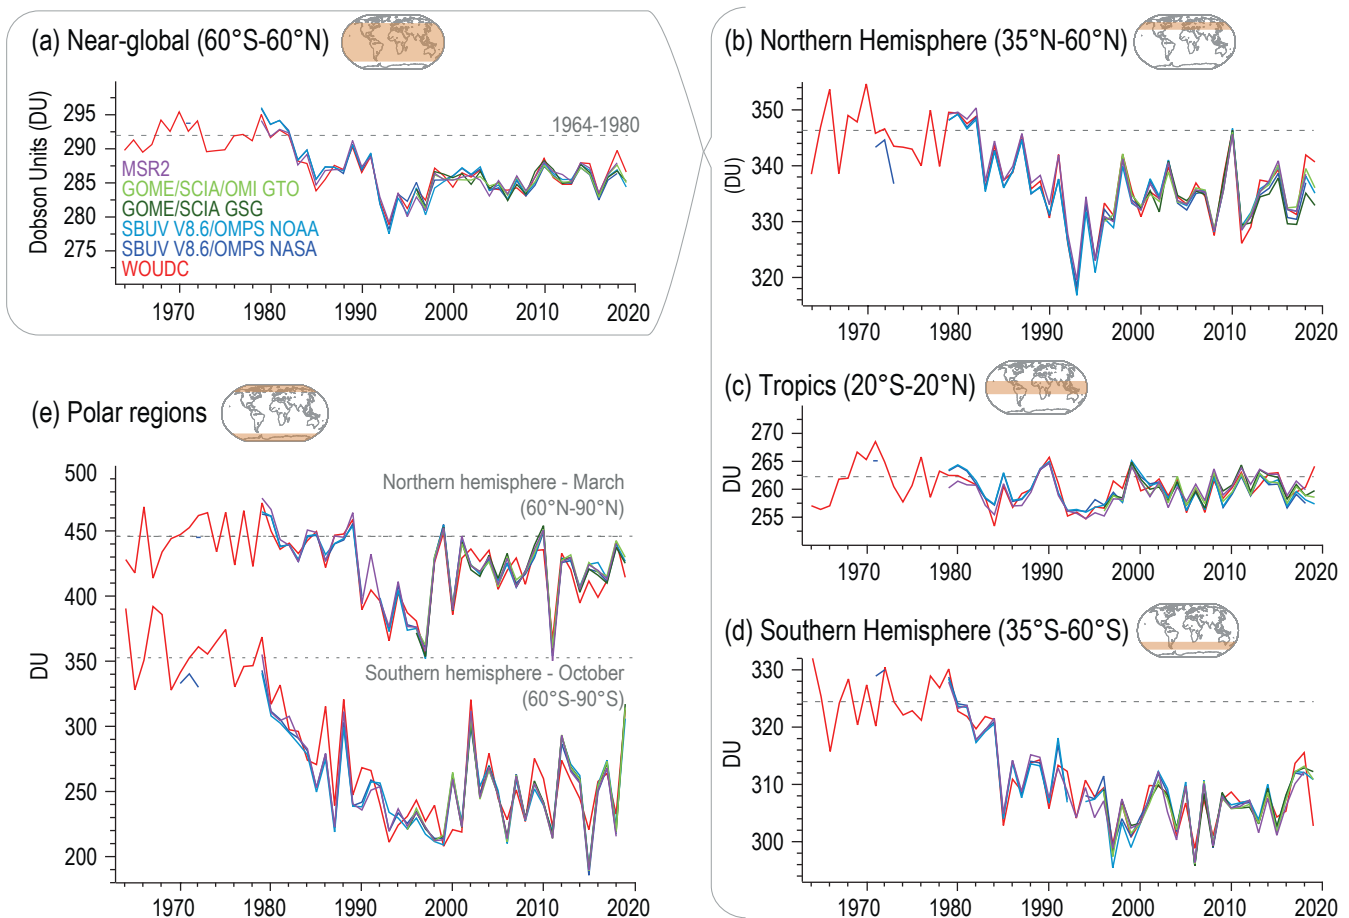 (a) Near-global (60°S-60°N)
Dobson Units (DU)
295
290
285
280
275
1964-1980
MSR2
GOME/SCIA/OMI GTO
GOME/SCIA GSG
SBUV V8.6/OMPS NOAA
SBUV V8.6/OMPS NASA
WOUDC
1970 1980 1990 2000 2010 2020
(b) Northern Hemisphere (35°N-60°N)
(DU)
350
340
330
320
1970 1980 1990 2000 2010 2020
(c) Tropics (20°S-20°N)
DU
270
265
260
255
1970 1980 1990 2000 2010 2020
(d) Southern Hemisphere (35°S-60°S)
DU
330
320
310
300
1970 1980 1990 2000 2010 2020
(e) Polar regions
DU
500
450
400
350
300
250
200
Northern hemisphere - March
(60°N-90°N)
Southern hemisphere - October
(60°S-90°S)
1970 1980 1990 2000 2010 2020